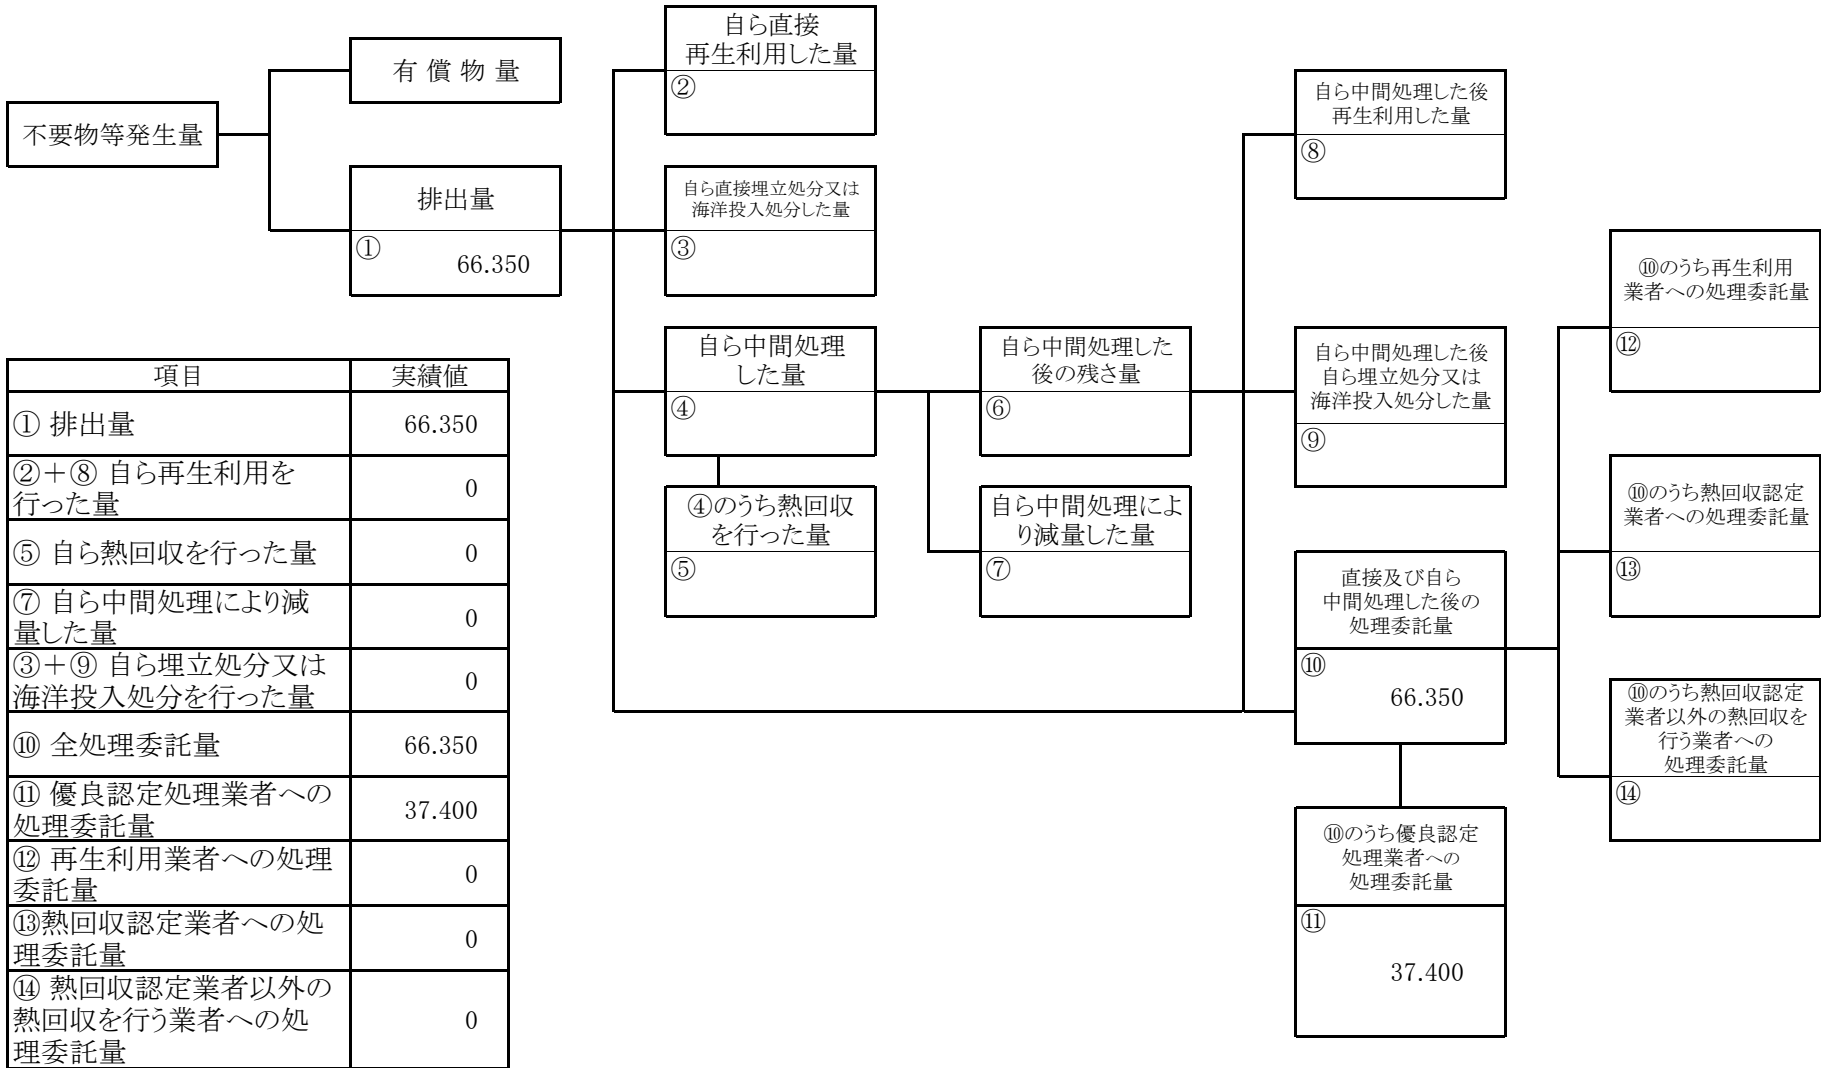 不要物等発生量
有 償 物 量
排出量
①
66.350
自ら直接
再生利用した量
②
自ら直接埋立処分又は
海洋投入処分した量
③
自ら中間処理
した量
④
④のうち熱回収
を行った量
⑤
自ら中間処理した
後の残さ量
⑥
自ら中間処理によ
り減量した量
⑦
自ら中間処理した後
再生利用した量
⑧
自ら中間処理した後
自ら埋立処分又は
海洋投入処分した量
⑨
直接及び自ら
中間処理した後の
処理委託量
⑩
66.350
⑩のうち優良認定
処理業者への
処理委託量
⑪
37.400
⑩のうち再生利用
業者への処理委託量
⑫
⑩のうち熱回収認定
業者への処理委託量
⑬
⑩のうち熱回収認定
業者以外の熱回収を
行う業者への
処理委託量
⑭
項目 実績値
① 排出量 66.350
②＋⑧ 自ら再生利用を
行った量 0
⑤ 自ら熱回収を行った量 0
⑦ 自ら中間処理により減
量した量 0
③＋⑨ 自ら埋立処分又は
海洋投入処分を行った量 0
⑩ 全処理委託量 66.350
⑪ 優良認定処理業者への
処理委託量 37.400
⑫ 再生利用業者への処理
委託量 0
⑬熱回収認定業者への処
理委託量 0
⑭ 熱回収認定業者以外の
熱回収を行う業者への処
理委託量 0